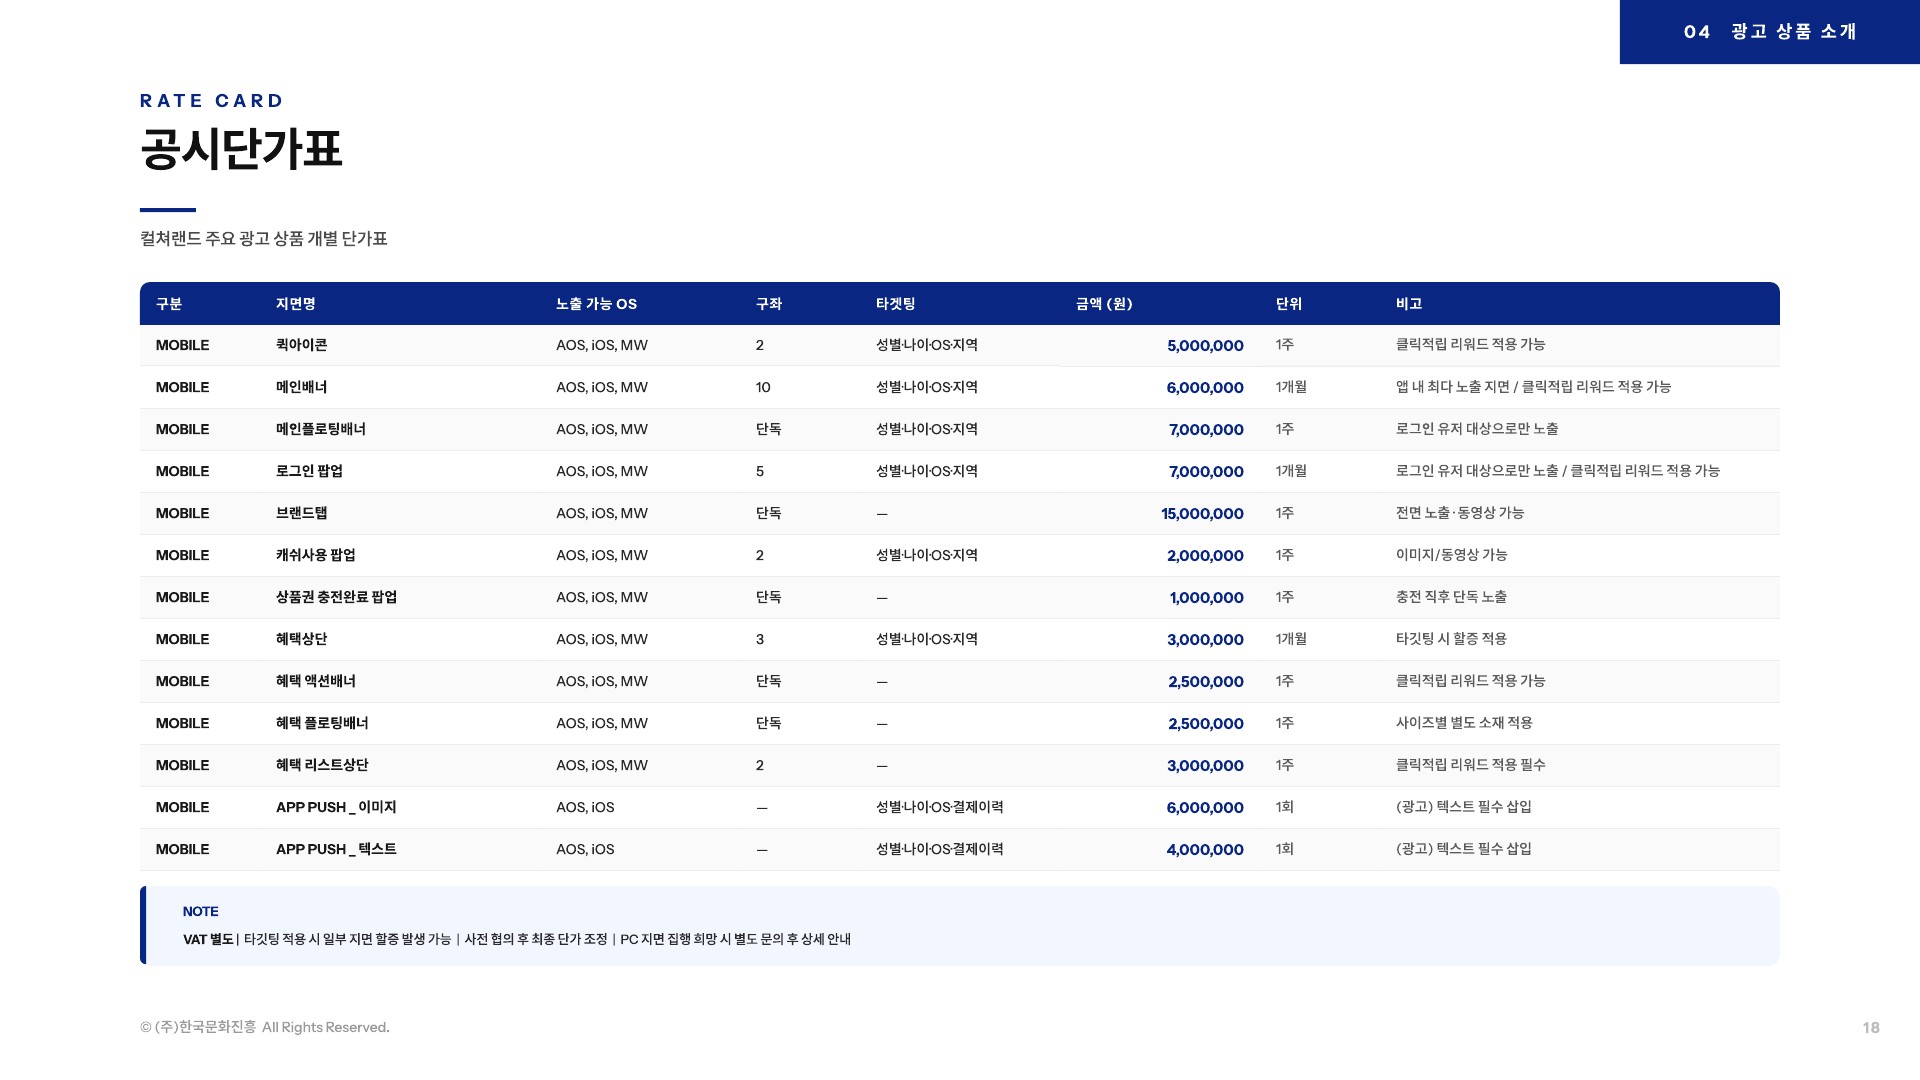 04 광고 상품 소개
RATE CARD
공시단가표
컬쳐랜드 주요 광고 상품 개별 단가표
구분 지면명 노출 가능 OS 구좌 타겟팅 금액 (원) 단위 비고
MOBILE 퀵아이콘 AOS, iOS, MW 2 성별·나이·OS·지역 5,000,000 1주 클릭적립 리워드 적용 가능
MOBILE 메인배너 AOS, iOS, MW 10 성별·나이·OS·지역 6,000,000 1개월 앱 내 최다 노출 지면 / 클릭적립 리워드 적용 가능
MOBILE 메인플로팅배너 AOS, iOS, MW 단독 성별·나이·OS·지역 7,000,000 1주 로그인 유저 대상으로만 노출
MOBILE 로그인 팝업 AOS, iOS, MW 5 성별·나이·OS·지역 7,000,000 1개월 로그인 유저 대상으로만 노출 / 클릭적립 리워드 적용 가능
MOBILE 브랜드탭 AOS, iOS, MW 단독 — 15,000,000 1주 전면 노출·동영상 가능
MOBILE 캐쉬사용 팝업 AOS, iOS, MW 2 성별·나이·OS·지역 2,000,000 1주 이미지/동영상 가능
MOBILE 상품권 충전완료 팝업 AOS, iOS, MW 단독 — 1,000,000 1주 충전 직후 단독 노출
MOBILE 혜택상단 AOS, iOS, MW 3 성별·나이·OS·지역 3,000,000 1개월 타깃팅 시 할증 적용
MOBILE 혜택 액션배너 AOS, iOS, MW 단독 — 2,500,000 1주 클릭적립 리워드 적용 가능
MOBILE 혜택 플로팅배너 AOS, iOS, MW 단독 — 2,500,000 1주 사이즈별 별도 소재 적용
MOBILE 혜택 리스트상단 AOS, iOS, MW 2 — 3,000,000 1주 클릭적립 리워드 적용 필수
MOBILE APP PUSH _ 이미지 AOS, iOS — 성별·나이·OS·결제이력 6,000,000 1회 (광고) 텍스트 필수 삽입
MOBILE APP PUSH _ 텍스트 AOS, iOS — 성별·나이·OS·결제이력 4,000,000 1회 (광고) 텍스트 필수 삽입
NOTE
VAT 별도 | 타깃팅 적용 시 일부 지면 할증 발생 가능 | 사전 협의 후 최종 단가 조정 | PC 지면 집행 희망 시 별도 문의 후 상세 안내
© (주)한국문화진흥 All Rights Reserved.
18